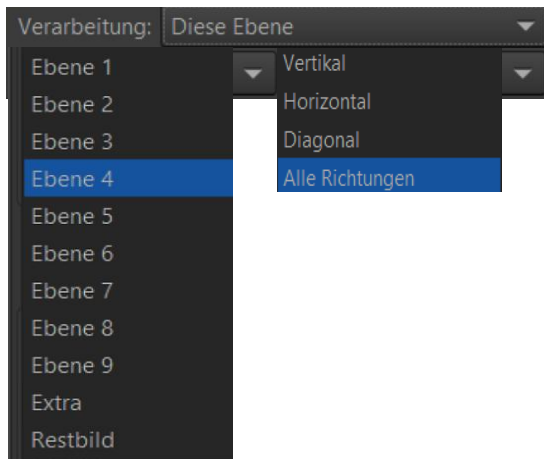 Verarbeitung: Diese Ebene
Ebene 1
Ebene 2
Ebene 3
Ebene 4
Ebene 5
Ebene 6
Ebene 7
Ebene 8
Ebene 9
Extra
Restbild
Vertikal
Horizontal
Diagonal
Alle Richtungen